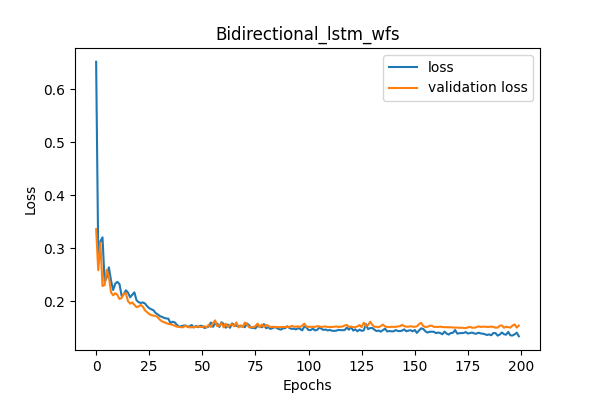 Bidirectional_lstm_wfs
loss
validation loss
Loss
0.6
0.5
0.4
0.3
0.2
0 25 50 75 100 125 150 175 200
Epochs